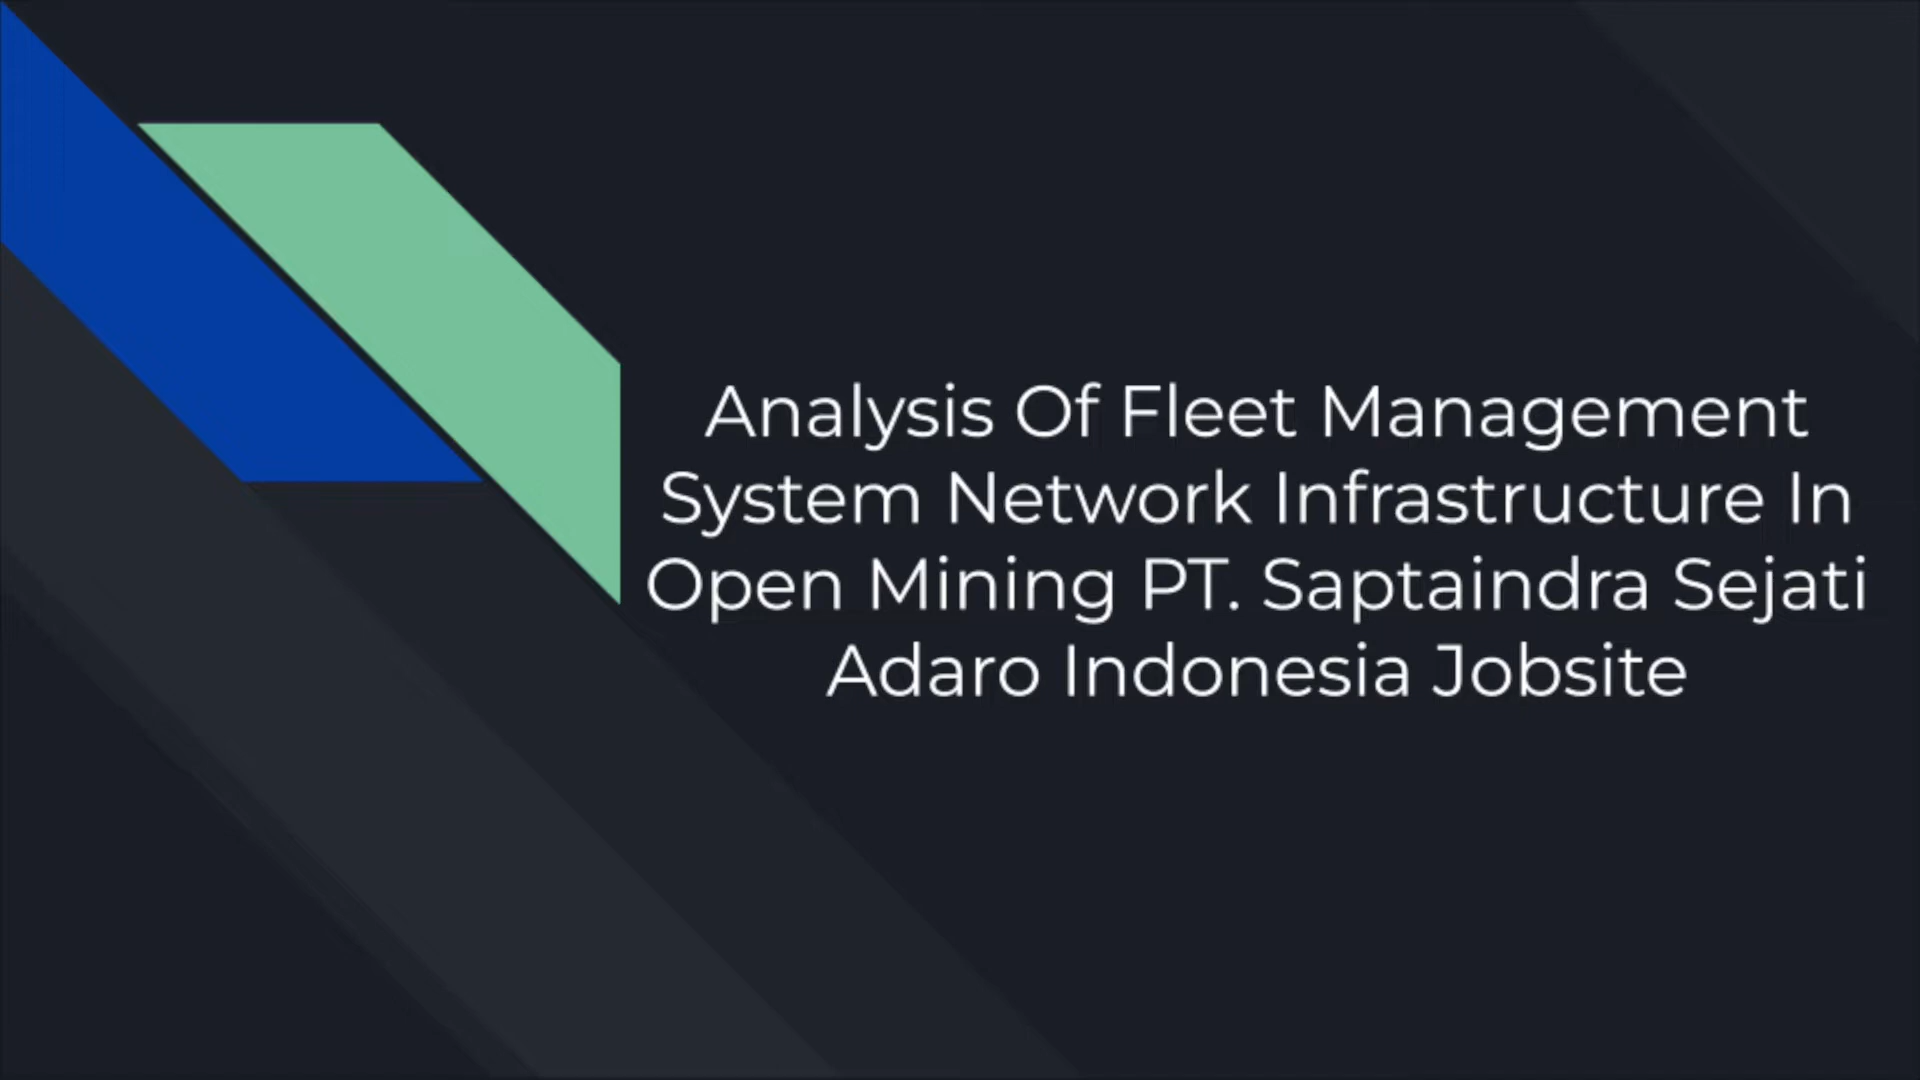 Analysis Of Fleet Management
System Network Infrastructure In
Open Mining PT. Saptaindra Sejati
Adaro Indonesia Jobsite